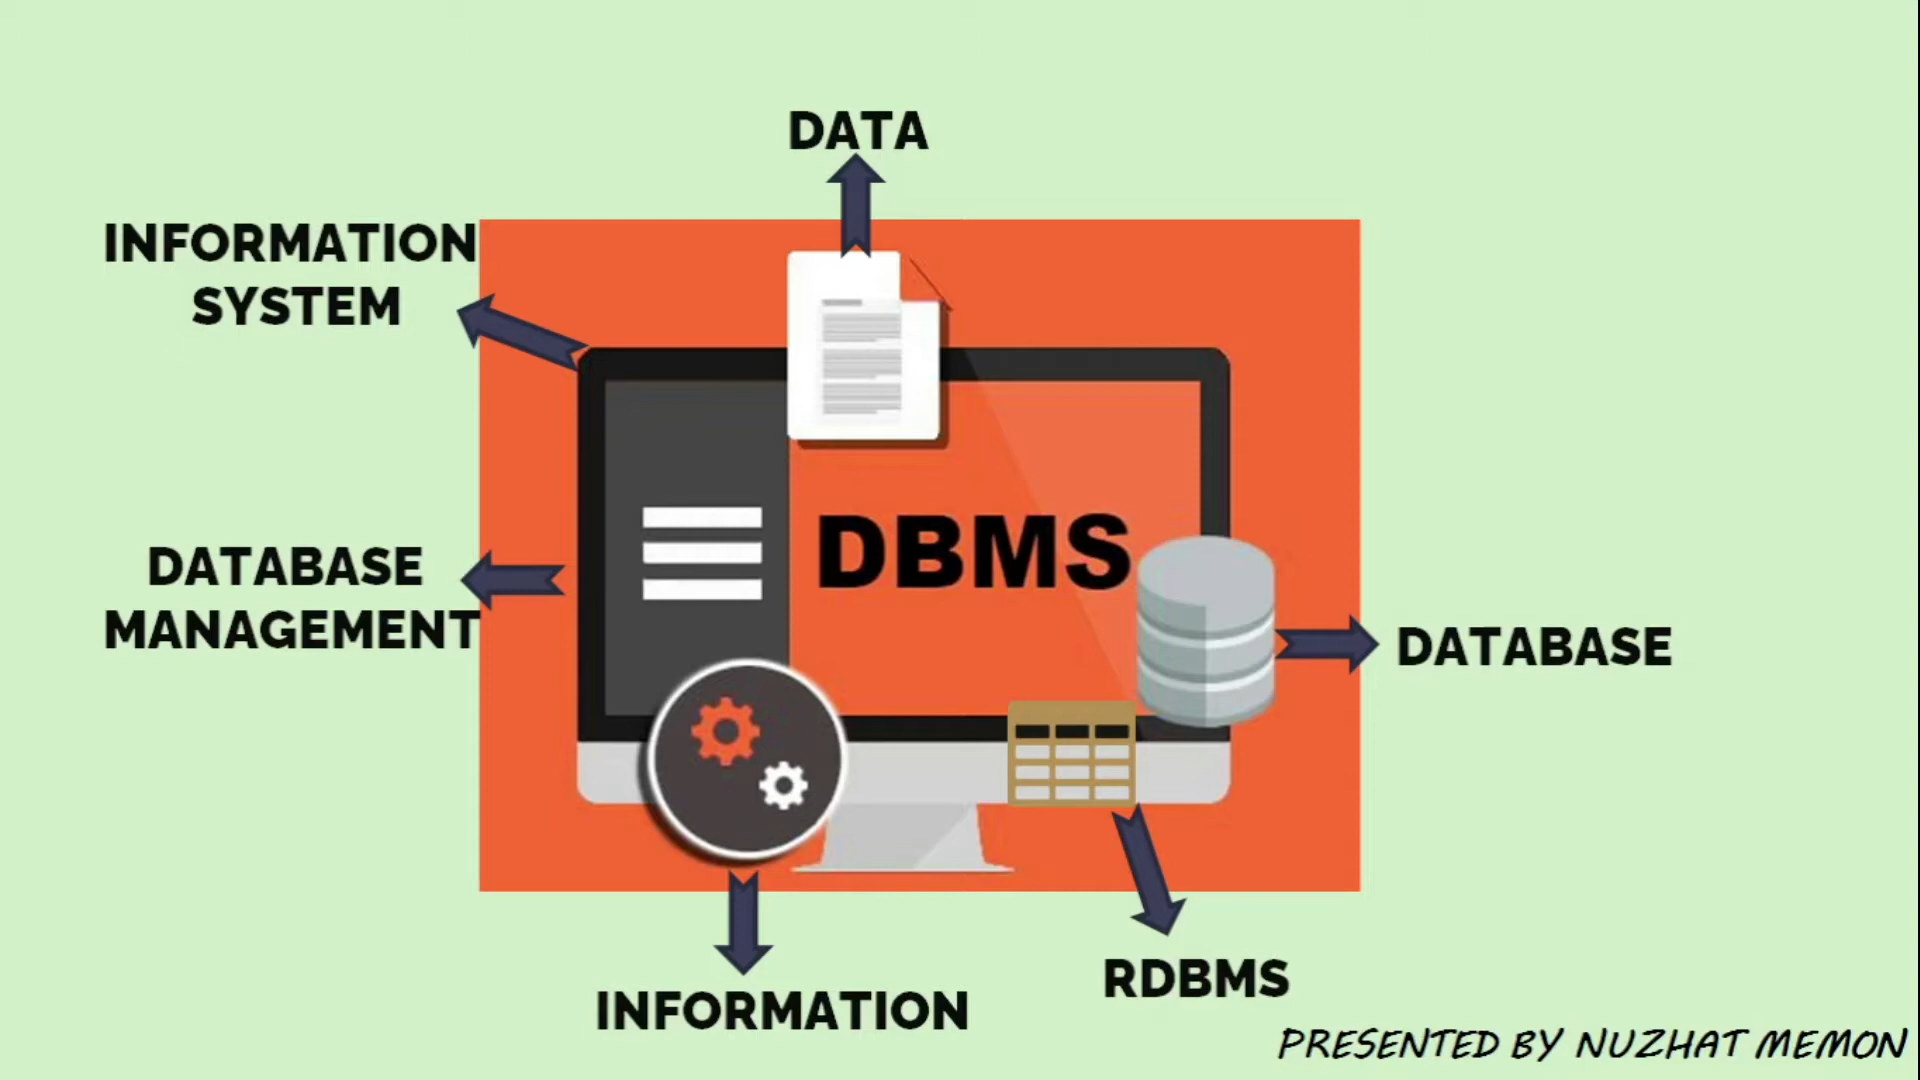 DATA
INFORMATION
SYSTEM
DBMS
DATABASE
MANAGEMENT
DATABASE
RDBMS
INFORMATION
PRESENTED BY NUZHAT MEMON